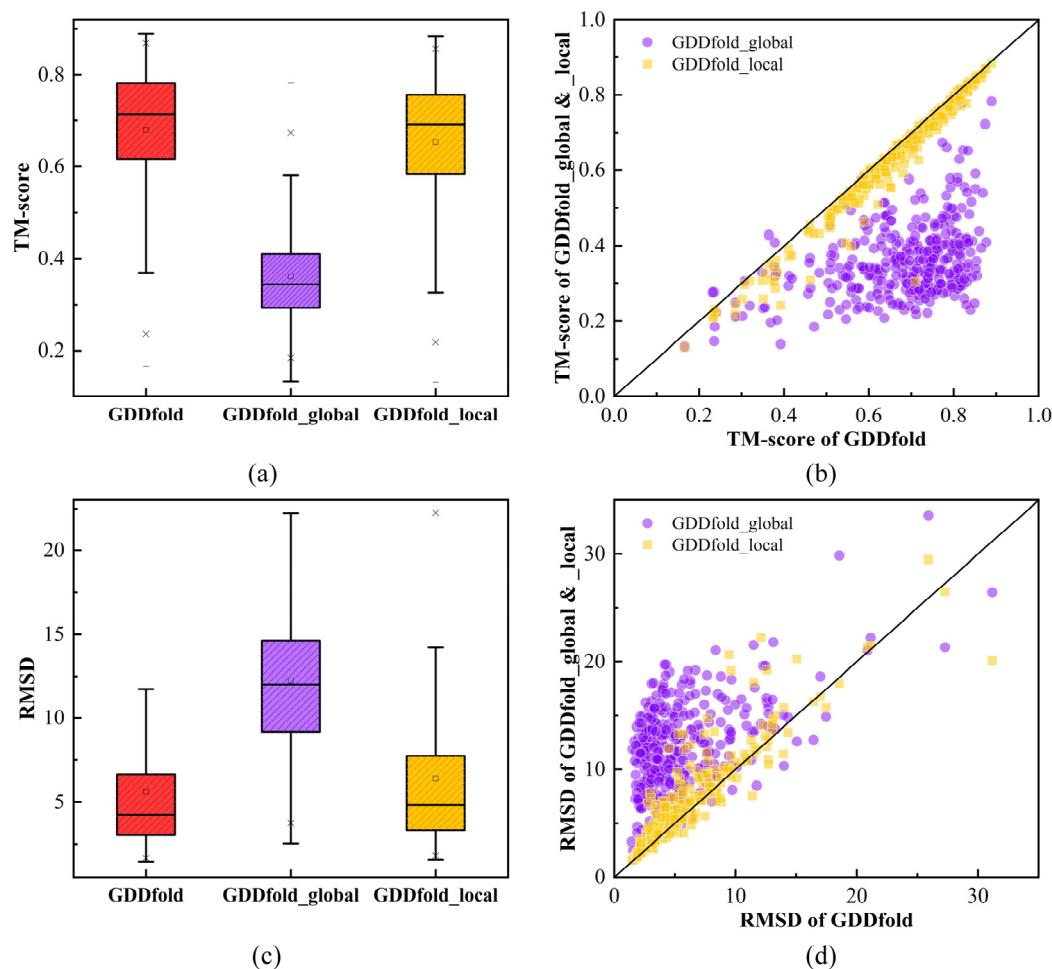 TM-score
0.8
0.6
0.4
0.2
GDDfold
GDDfold_global
GDDfold_local
(a)
TM-score of GDDfold_global & _local
1.0
0.8
0.6
0.4
0.2
0.0
GDDfold_global
GDDfold_local
0.0
0.2
0.4
0.6
0.8
1.0
TM-score of GDDfold
(b)
RMSD
20
15
10
5
GDDfold
GDDfold_global
GDDfold_local
(c)
RMSD of GDDfold_global & _local
30
20
10
0
GDDfold_global
GDDfold_local
0
10
20
30
RMSD of GDDfold
(d)